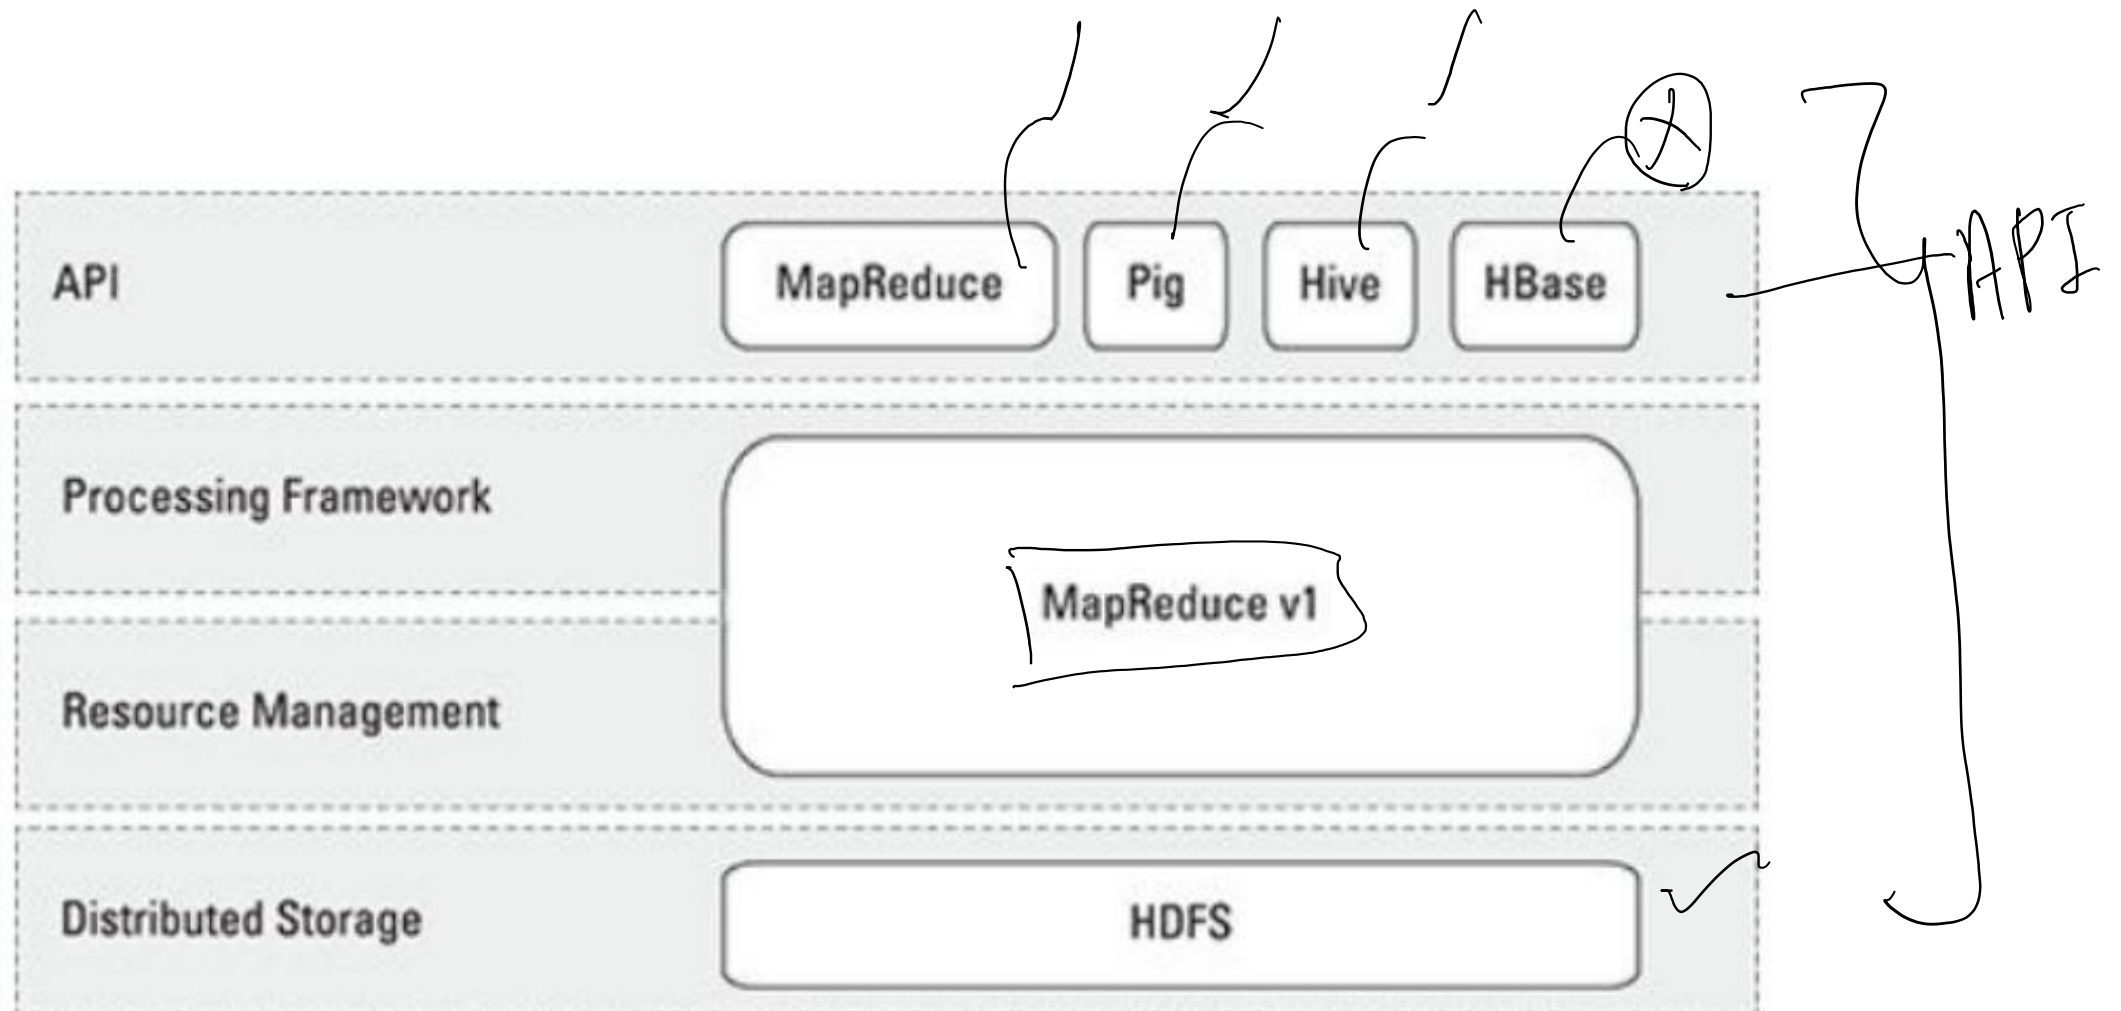 API MapReduce Pig Hive HBase API
Processing Framework
MapReduce v1
Resource Management
Distributed Storage HDFS